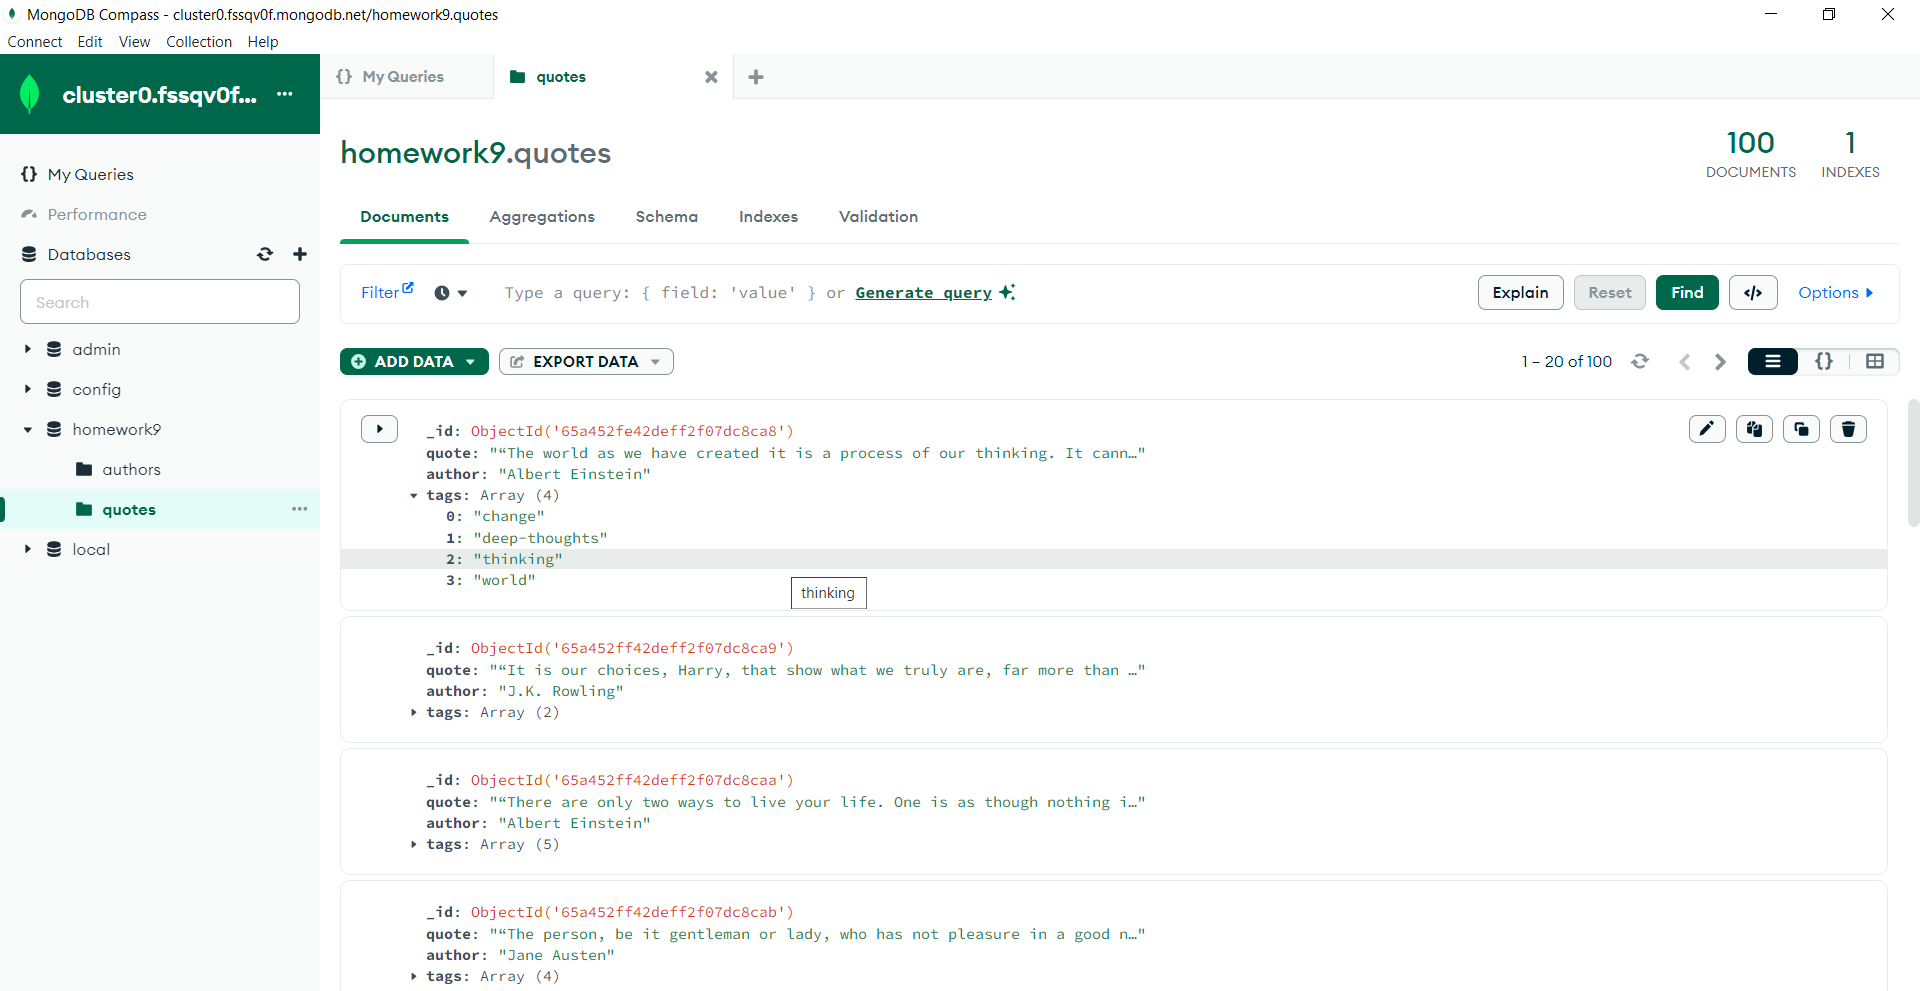 MongoDB Compass - cluster0.fssqv0f.mongodb.net/homework9.quotes
Connect Edit View Collection Help
cluster0.fssqv0f... ...
My Queries
Performance
Databases
Search
admin
config
homework9
authors
quotes ...
local
{} My Queries
quotes
homework9.quotes
100
DOCUMENTS
1
INDEXES
Documents Aggregations Schema Indexes Validation
Filter Type a query: { field: 'value' } or Generate query Explain Reset Find </> Options
ADD DATA EXPORT DATA 1 – 20 of 100 {}
_id: ObjectId('65a452fe42deff2f07dc8ca8')
quote: "“The world as we have created it is a process of our thinking. It cann…"
author: "Albert Einstein"
tags: Array (4)
0: "change"
1: "deep-thoughts"
2: "thinking"
3: "world"
thinking
_id: ObjectId('65a452ff42deff2f07dc8ca9')
quote: "“It is our choices, Harry, that show what we truly are, far more than …"
author: "J.K. Rowling"
tags: Array (2)
_id: ObjectId('65a452ff42deff2f07dc8caa')
quote: "“There are only two ways to live your life. One is as though nothing i…"
author: "Albert Einstein"
tags: Array (5)
_id: ObjectId('65a452ff42deff2f07dc8cab')
quote: "“The person, be it gentleman or lady, who has not pleasure in a good n…"
author: "Jane Austen"
tags: Array (4)